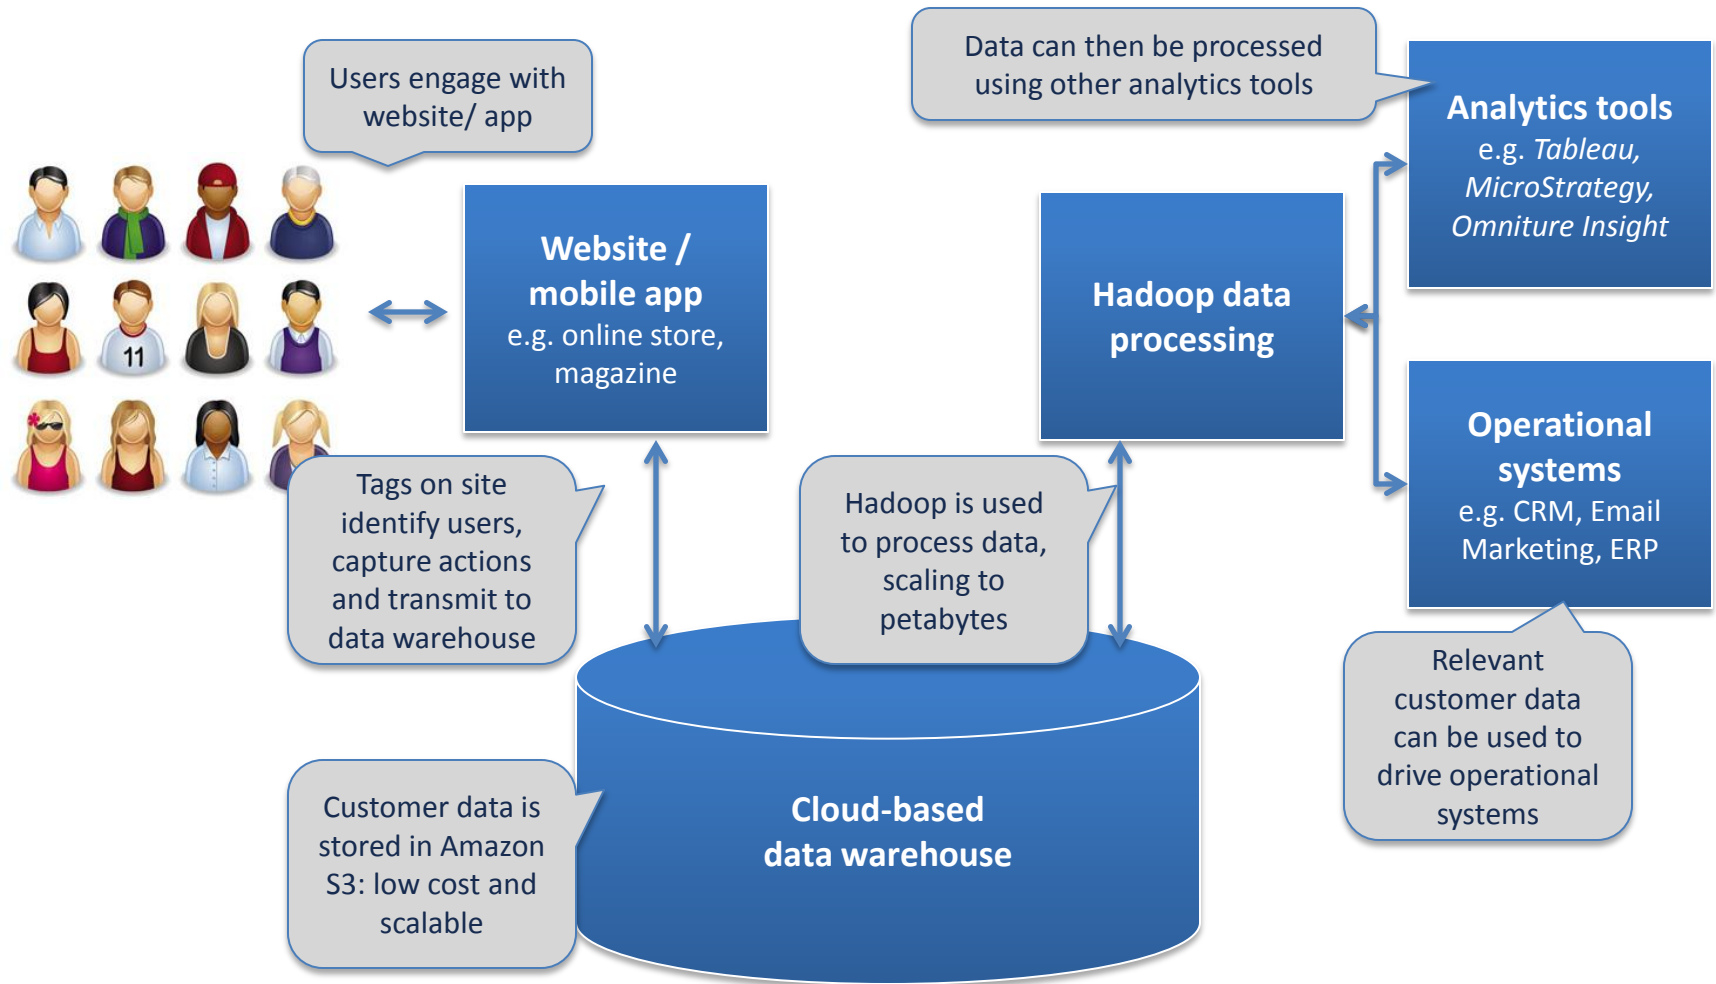 Users engage with
website/ app
Data can then be processed
using other analytics tools
Analytics tools
e.g. Tableau,
MicroStrategy,
Omniture Insight
Website /
mobile app
e.g. online store,
magazine
11
Hadoop data
processing
Operational
systems
e.g. CRM, Email
Marketing, ERP
Tags on site
identify users,
capture actions
and transmit to
data warehouse
Hadoop is used
to process data,
scaling to
petabytes
Relevant
customer data
can be used to
drive operational
systems
Customer data is
stored in Amazon
S3: low cost and
scalable
Cloud-based
data warehouse